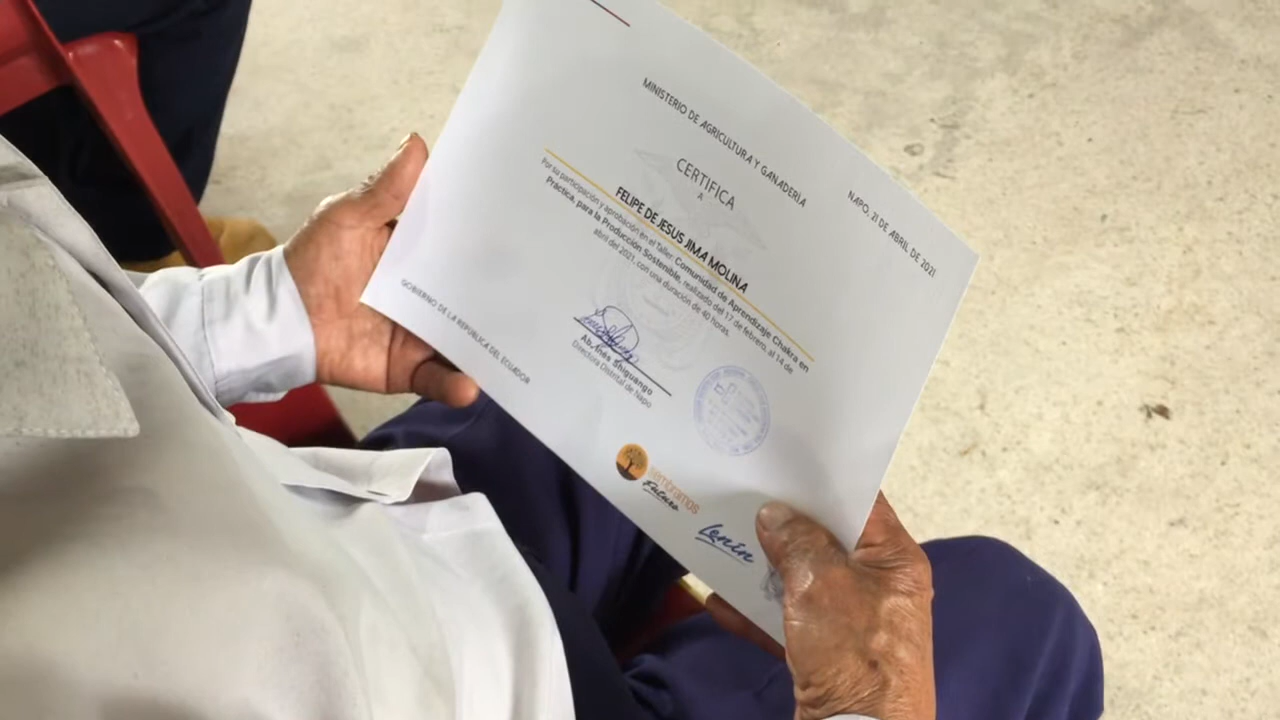 NAPO, 21 DE ABRIL DE 2021
MINISTERIO DE AGRICULTURA Y GANADERÍA
CERTIFICA
A
FELIPE DE JESUS JIMA MOLINA
Por su participación y aprobación en el Taller: Comunidad de Aprendizaje Chakra en
Práctica, para la Producción Sostenible, realizado del 17 de febrero, al 14 de
abril del 2021, con una duración de 40 horas.
Ab. Inés Shiguango
Directora Distrital de Napo
GOBIERNO DE LA REPÚBLICA DEL ECUADOR
Sembramos
Futuro
Lenin